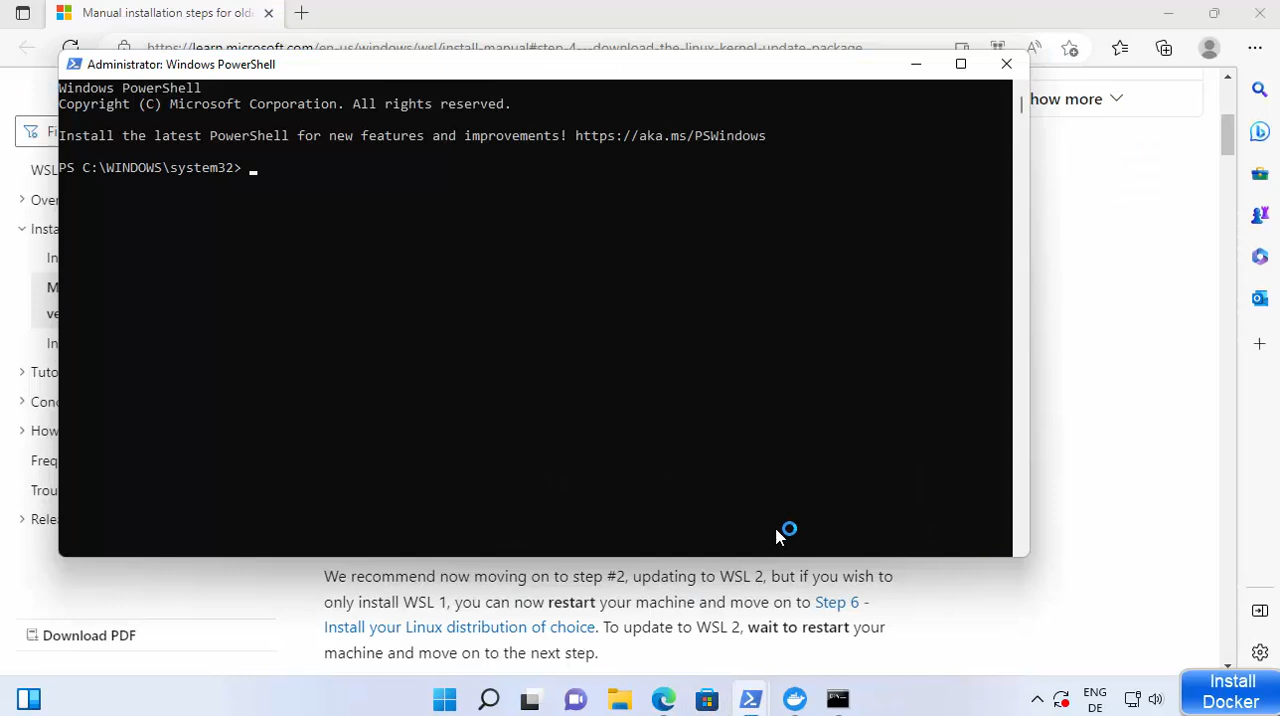 Manual installation steps for olde
https://learn.microsoft.com/en-us/windows/wsl/install-manual#step-4---download-the-linux-kernel-update-package
Administrator: Windows PowerShell
Windows PowerShell
Copyright (C) Microsoft Corporation. All rights reserved.
Install the latest PowerShell for new features and improvements! https://aka.ms/PSWindows
PS C:\WINDOWS\system32>
how more
Fi
WSL
Over
Insta
In
M
ve
In
Tuto
Conc
How
Freq
Trou
Relea
Download PDF
We recommend now moving on to step #2, updating to WSL 2, but if you wish to
only install WSL 1, you can now restart your machine and move on to Step 6 -
Install your Linux distribution of choice. To update to WSL 2, wait to restart your
machine and move on to the next step.
ENG
DE
Install
Docker